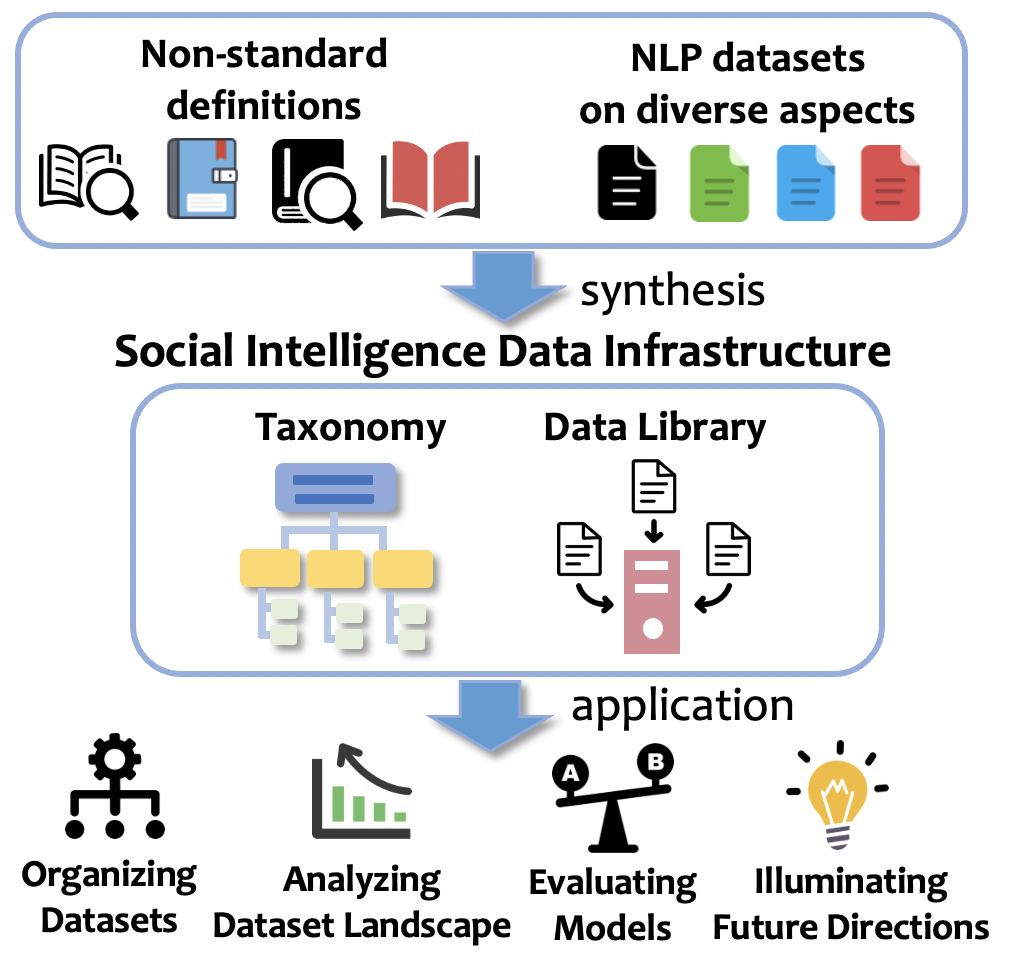 Non-standard
definitions
NLP datasets
on diverse aspects
synthesis
Social Intelligence Data Infrastructure
Taxonomy
Data Library
application
A
B
Organizing
Datasets
Analyzing
Dataset Landscape
Evaluating
Models
Illuminating
Future Directions